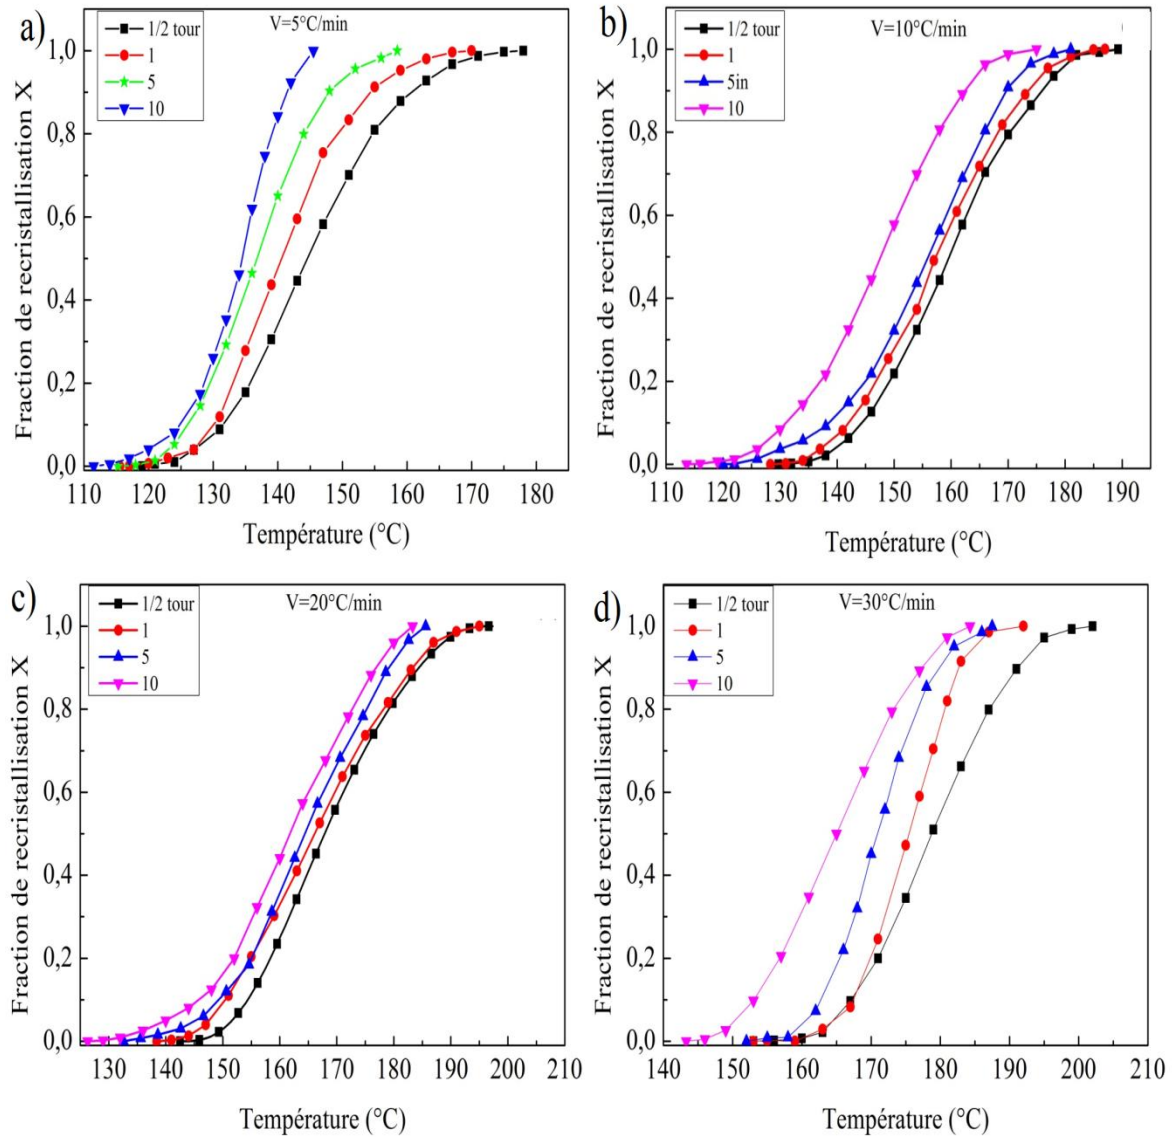 a)
V=5°C/min
1/2 tour
1
5
10
Fraction de recristallisation X
1,0
0,8
0,6
0,4
0,2
0,0
110 120 130 140 150 160 170 180
Température (°C)
b)
V=10°C/min
1/2 tour
1
5in
10
Fraction de recristallisation X
1,0
0,8
0,6
0,4
0,2
0,0
110 120 130 140 150 160 170 180 190
Température (°C)
c)
V=20°C/min
1/2 tour
1
5
10
Fraction de recristallisation X
1,0
0,8
0,6
0,4
0,2
0,0
130 140 150 160 170 180 190 200 210
Température (°C)
d)
V=30°C/min
1/2 tour
1
5
10
Fraction de recristallisation X
1,0
0,8
0,6
0,4
0,2
0,0
140 150 160 170 180 190 200 210
Température (°C)